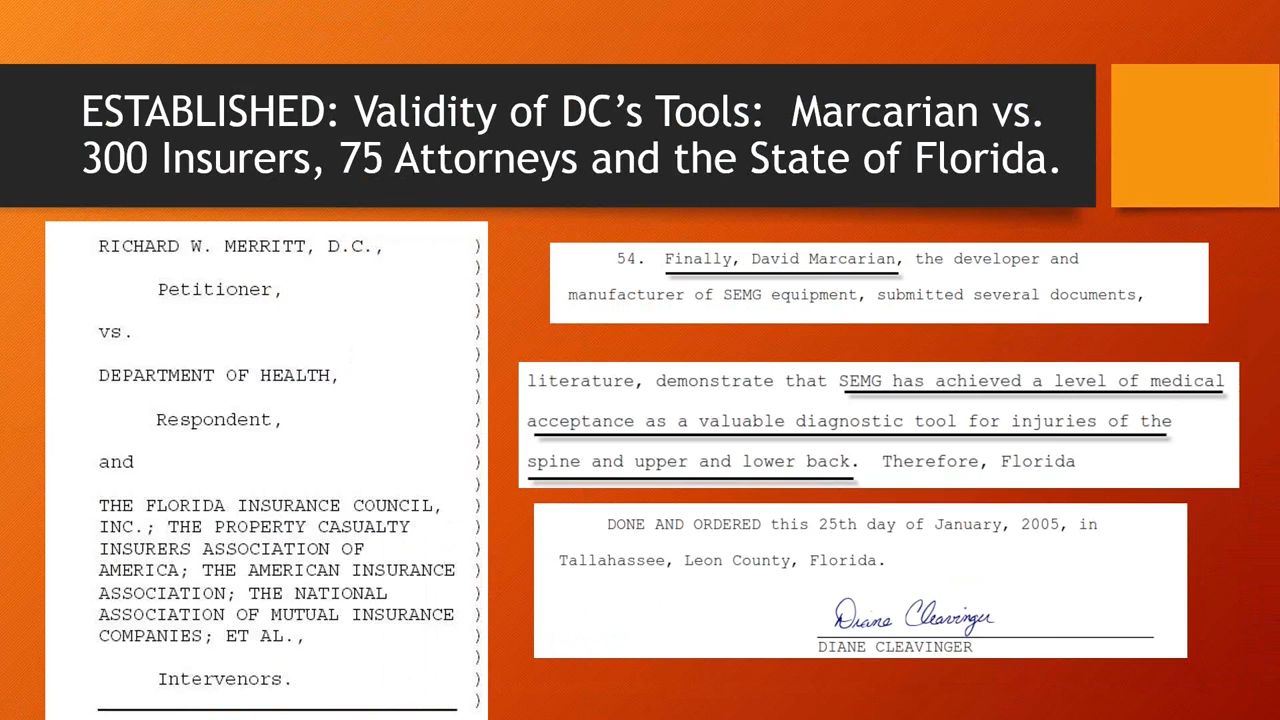 ESTABLISHED: Validity of DC’s Tools: Marcarian vs.
300 Insurers, 75 Attorneys and the State of Florida.
RICHARD W. MERRITT, D.C., )
)
Petitioner, )
)
vs. )
)
DEPARTMENT OF HEALTH, )
)
Respondent, )
)
and )
)
THE FLORIDA INSURANCE COUNCIL, )
INC.; THE PROPERTY CASUALTY )
INSURERS ASSOCIATION OF )
AMERICA; THE AMERICAN INSURANCE )
ASSOCIATION; THE NATIONAL )
ASSOCIATION OF MUTUAL INSURANCE )
COMPANIES; ET AL., )
)
Intervenors. )
)
54. Finally, David Marcarian, the developer and
manufacturer of SEMG equipment, submitted several documents,
literature, demonstrate that SEMG has achieved a level of medical
acceptance as a valuable diagnostic tool for injuries of the
spine and upper and lower back. Therefore, Florida
DONE AND ORDERED this 25th day of January, 2005, in
Tallahassee, Leon County, Florida.
Diane Cleavinger
DIANE CLEAVINGER